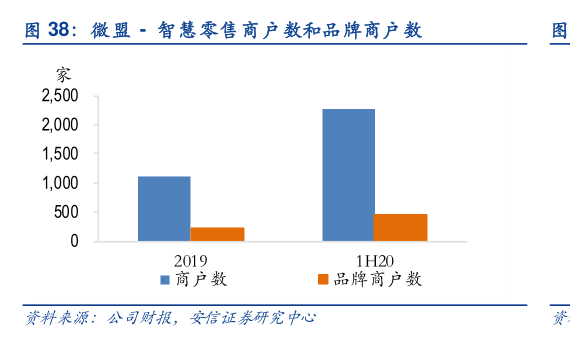 图 38：微盟 - 智慧零售商户数和品牌商户数
图
家
2,500
2,000
1,500
1,000
500
0
2019 1H20
商户数 品牌商户数
资料来源：公司财报，安信证券研究中心